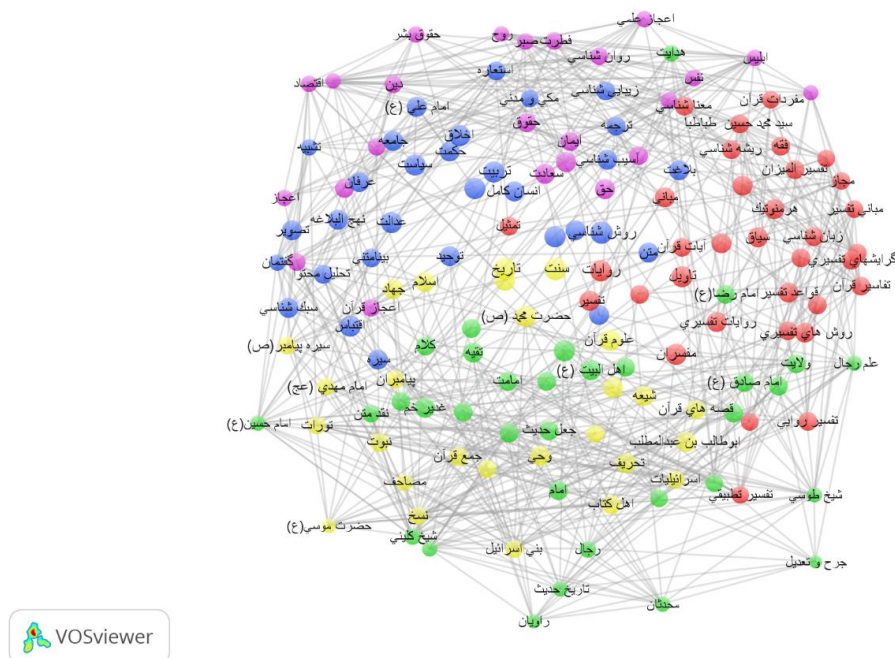 اعجاز علمي
حقوق بشر
روح
فطرت
صبر
روان شناسي
هدايت
ابليس
استعاره
اقتصاد
دين
نفس
مكي و مدني
زيبايي شناسي
معنا شناسي
مفردات قرآن
امام علي (ع)
سيد محمد حسين طباطبا
حقوق
ترجمه
اخلاق
جامعه
تشبيه
حكمت
ايمان
ريشه شناسي
فقه
سياست
آسيب شناسي
سعادت
تربيت
بلاغت
تفسير الميزان
مجاز
عرفان
انسان كامل
حق
مباني
هرمنوتيك
اعجاز
مباني تفسير
نهج البلاغه
عدالت
تمثيل
روش شناسي
تصوير
سياق
زبان شناسي
بينامتني
توحيد
متن
آيات قرآن
گفتمان
تحليل محتوا
تاريخ
سنت
روايات
تاويل
گرايشهاي تفسيري
تفاسير قرآن
اسلام
جهاد
تفسير
امام رضا(ع)
قواعد تفسير
اعجاز قرآن
سبك شناسي
حضرت محمد (ص)
اقتباس
روايات تفسيري
روش هاي تفسيري
علوم قرآن
سيره پيامبر(ص)
كلام
تقيه
مفسران
سيره
اهل البيت (ع)
ولايت
علم رجال
امام مهدي (عج)
پيامبران
امامت
شيعه
امام صادق (ع)
غدير خم
نقد متن
قصه هاي قرآن
امام حسين(ع)
تورات
جعل حديث
ابوطالب بن عبدالمطلب
تفسير روايي
نبوت
جمع قرآن
وحي
تحريف
مصاحف
امام
اسرائيليات
تفسير تطبيقي
شيخ طوسي
اهل كتاب
نسخ
حضرت موسي(ع)
شيخ كليني
بني اسرائيل
رجال
جرح و تعديل
تاريخ حديث
محدثان
راويان
VOSviewer